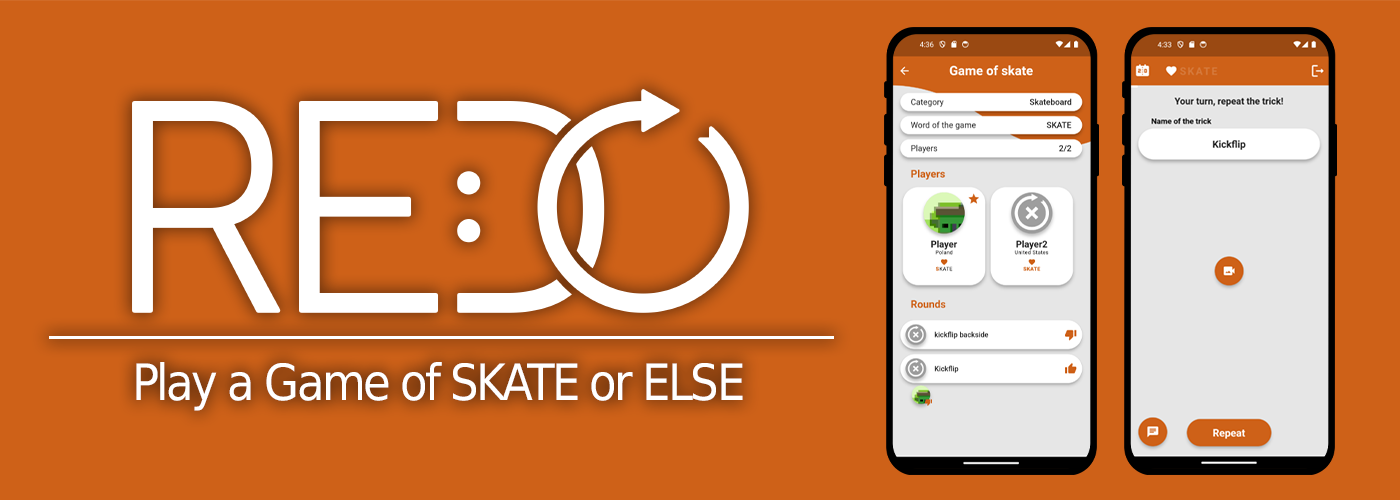 RE:DO
Play a Game of SKATE or ELSE
4:36
Game of skate
Category Skateboard
Word of the game SKATE
Players 2/2
Players
Player Player2
Poland United States
SKATE SKATE
Rounds
kickflip backside
Kickflip
4:33
SKATE
Your turn, repeat the trick!
Name of the trick
Kickflip
Repeat